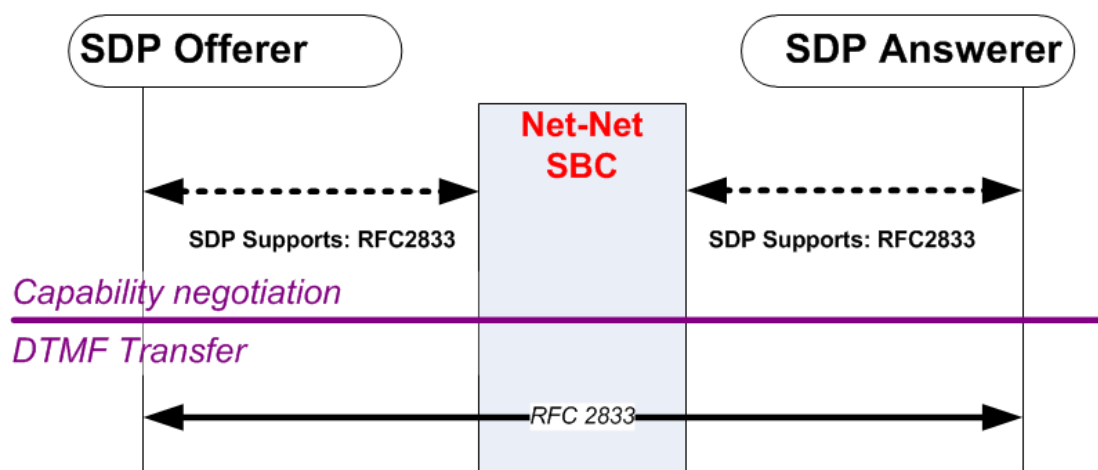 SDP Offerer
SDP Answerer
Net-Net
SBC
SDP Supports: RFC2833
SDP Supports: RFC2833
Capability negotiation
DTMF Transfer
RFC 2833